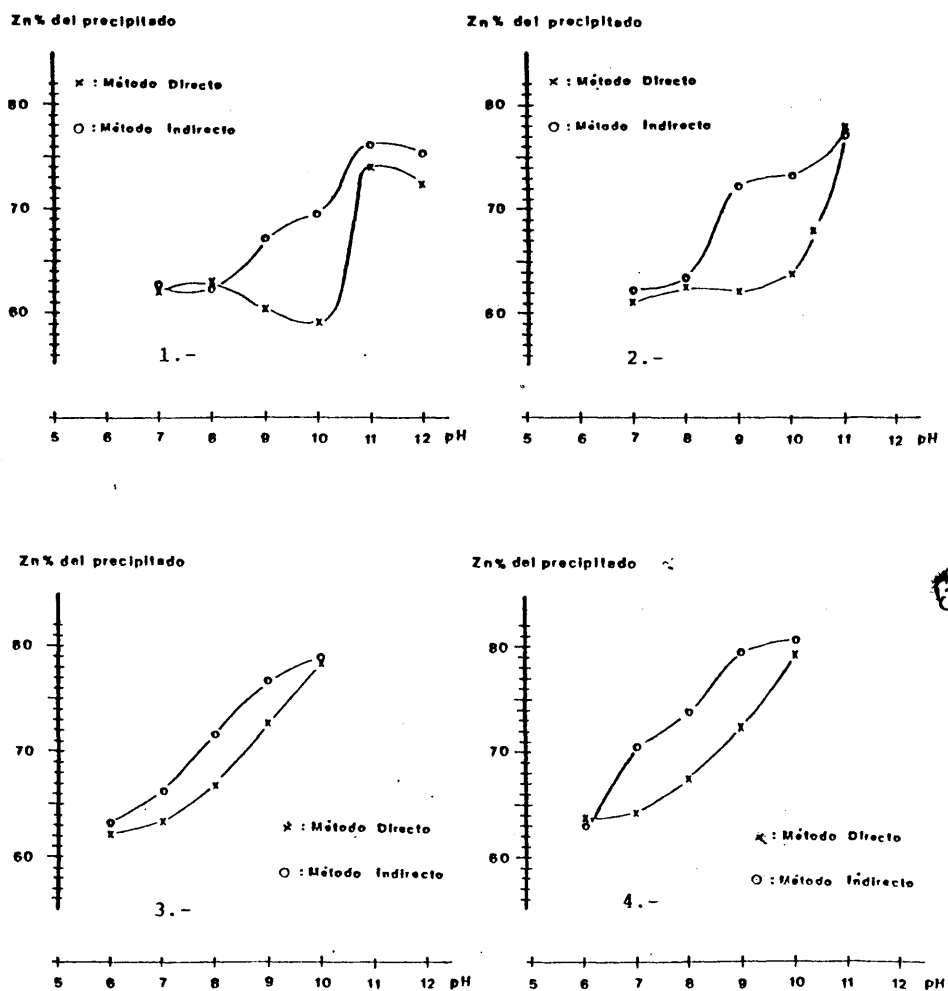 Zn% del precipitado
x : Método Directo
o : Método Indirecto
80
70
60
1.-
5 6 7 8 9 10 11 12 pH
Zn% del precipitado
x : Método Directo
o : Método Indirecto
80
70
60
2.-
5 6 7 8 9 10 11 12 pH
Zn% del precipitado
80
70
60
x : Método Directo
o : Método Indirecto
3.-
5 6 7 8 9 10 11 12 pH
Zn% del precipitado
80
70
60
x : Método Directo
o : Método Indirecto
4.-
5 6 7 8 9 10 11 12 pH